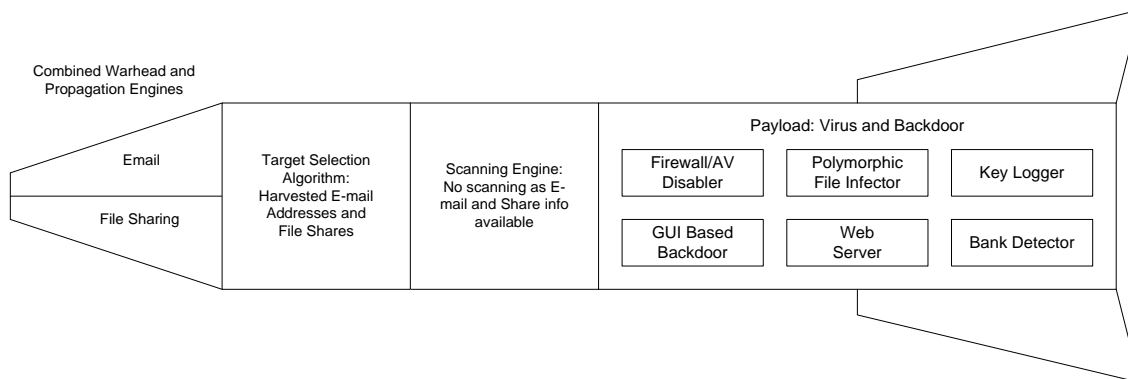 Combined Warhead and
Propagation Engines
Email
File Sharing
Target Selection
Algorithm:
Harvested E-mail
Addresses and
File Shares
Scanning Engine:
No scanning as E-
mail and Share info
available
Payload: Virus and Backdoor
Firewall/AV
Disabler
Polymorphic
File Infector
Key Logger
GUI Based
Backdoor
Web
Server
Bank Detector